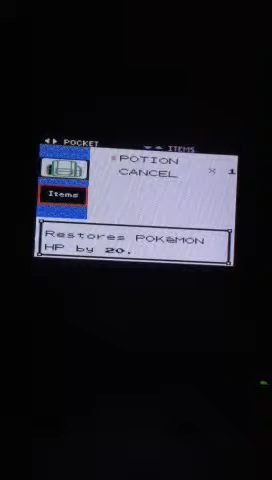 ◀▶ POCKET ▼▲ ITEMS
POTION
CANCEL × 1
Items
Restores POKéMON
HP by 20.